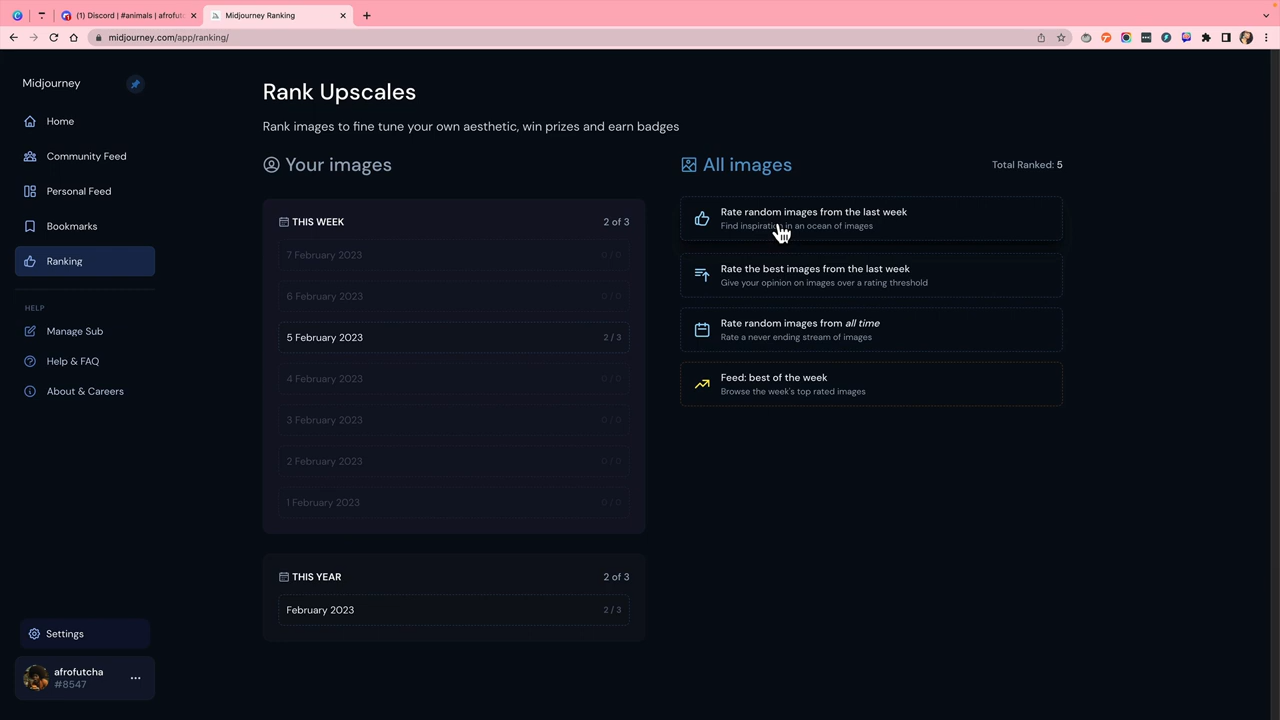 (1) Discord | #animals | afrofut
Midjourney Ranking
midjourney.com/app/ranking/
Midjourney
Home
Community Feed
Personal Feed
Bookmarks
Ranking
HELP
Manage Sub
Help & FAQ
About & Careers
Settings
afrofutcha
#8547
Rank Upscales
Rank images to fine tune your own aesthetic, win prizes and earn badges
Your images
THIS WEEK 2 of 3
7 February 2023 0 / 0
6 February 2023 0 / 0
5 February 2023 2 / 3
4 February 2023 0 / 0
3 February 2023 0 / 0
2 February 2023 0 / 0
1 February 2023 0 / 0
THIS YEAR 2 of 3
February 2023 2 / 3
All images Total Ranked: 5
Rate random images from the last week
Find inspiration in an ocean of images
Rate the best images from the last week
Give your opinion on images over a rating threshold
Rate random images from all time
Rate a never ending stream of images
Feed: best of the week
Browse the week's top rated images